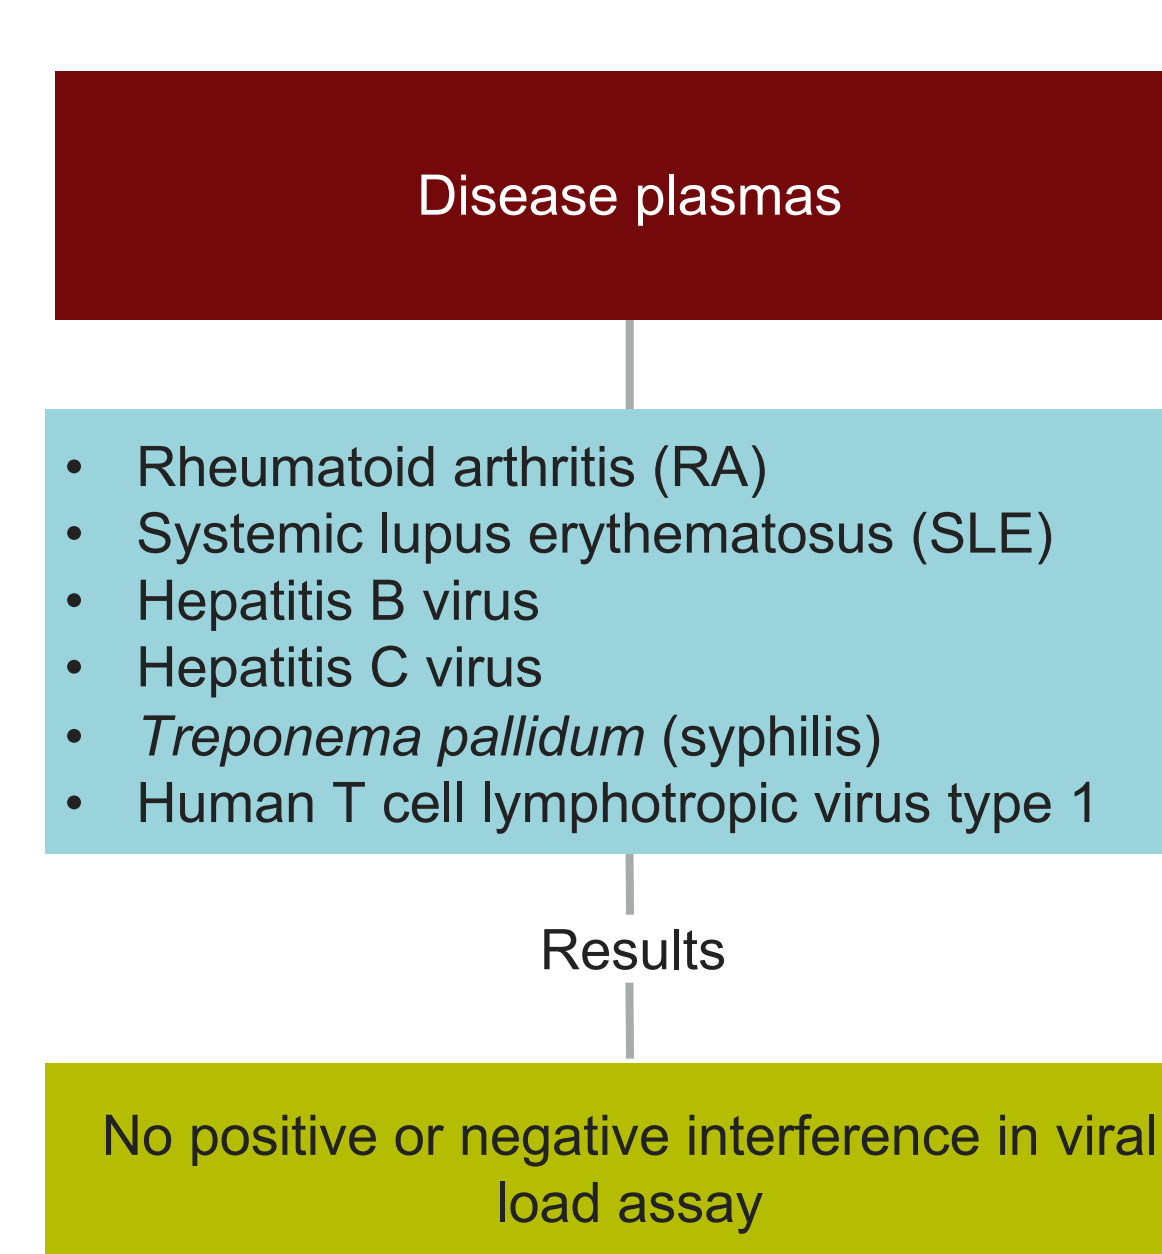 Disease plasmas
• Rheumatoid arthritis (RA)
• Systemic lupus erythematosus (SLE)
• Hepatitis B virus
• Hepatitis C virus
• Treponema pallidum (syphilis)
• Human T cell lymphotropic virus type 1
Results
No positive or negative interference in viral
load assay